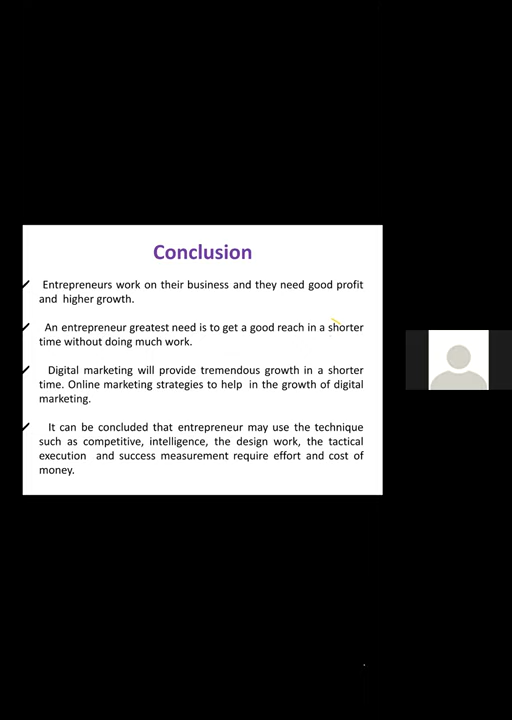 Conclusion
Entrepreneurs work on their business and they need good profit
and higher growth.
An entrepreneur greatest need is to get a good reach in a shorter
time without doing much work.
Digital marketing will provide tremendous growth in a shorter
time. Online marketing strategies to help in the growth of digital
marketing.
It can be concluded that entrepreneur may use the technique
such as competitive, intelligence, the design work, the tactical
execution and success measurement require effort and cost of
money.